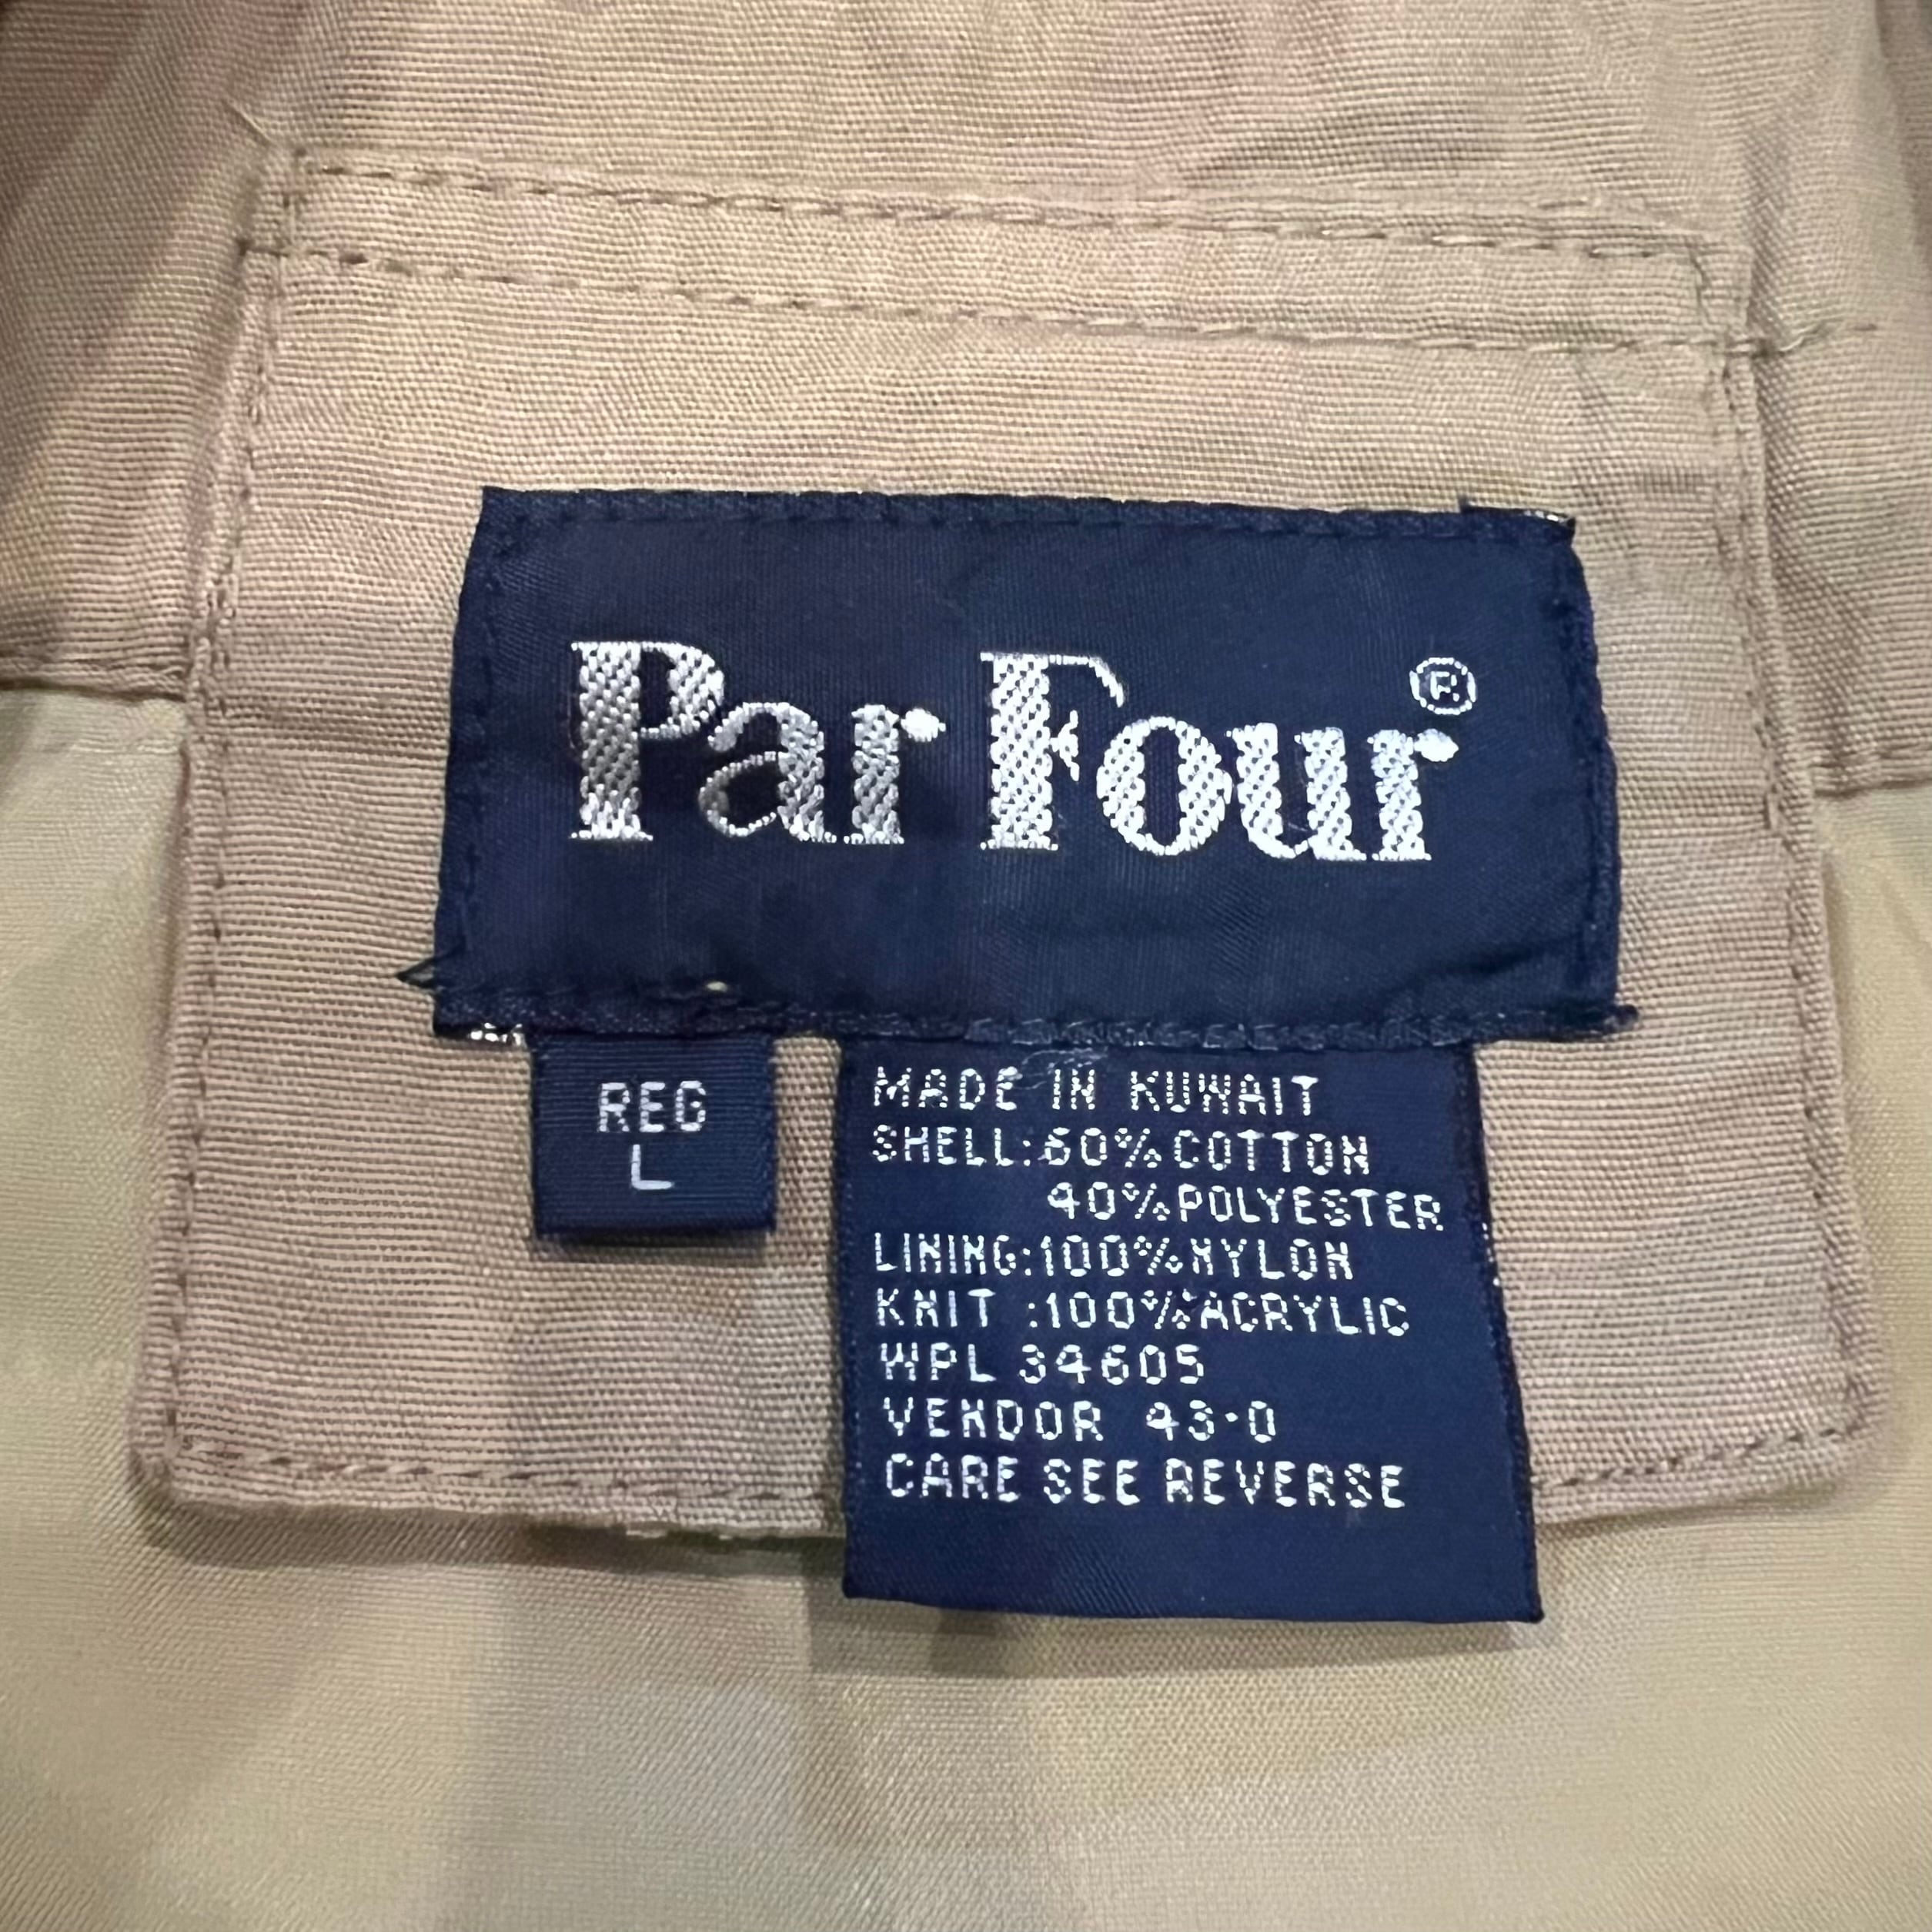 Par Four®
REG
L
MADE IN KUWAIT
SHELL:60%COTTON
40%POLYESTER
LINING:100%NYLON
KNIT :100%ACRYLIC
WPL 34605
VENDOR 43-0
CARE SEE REVERSE